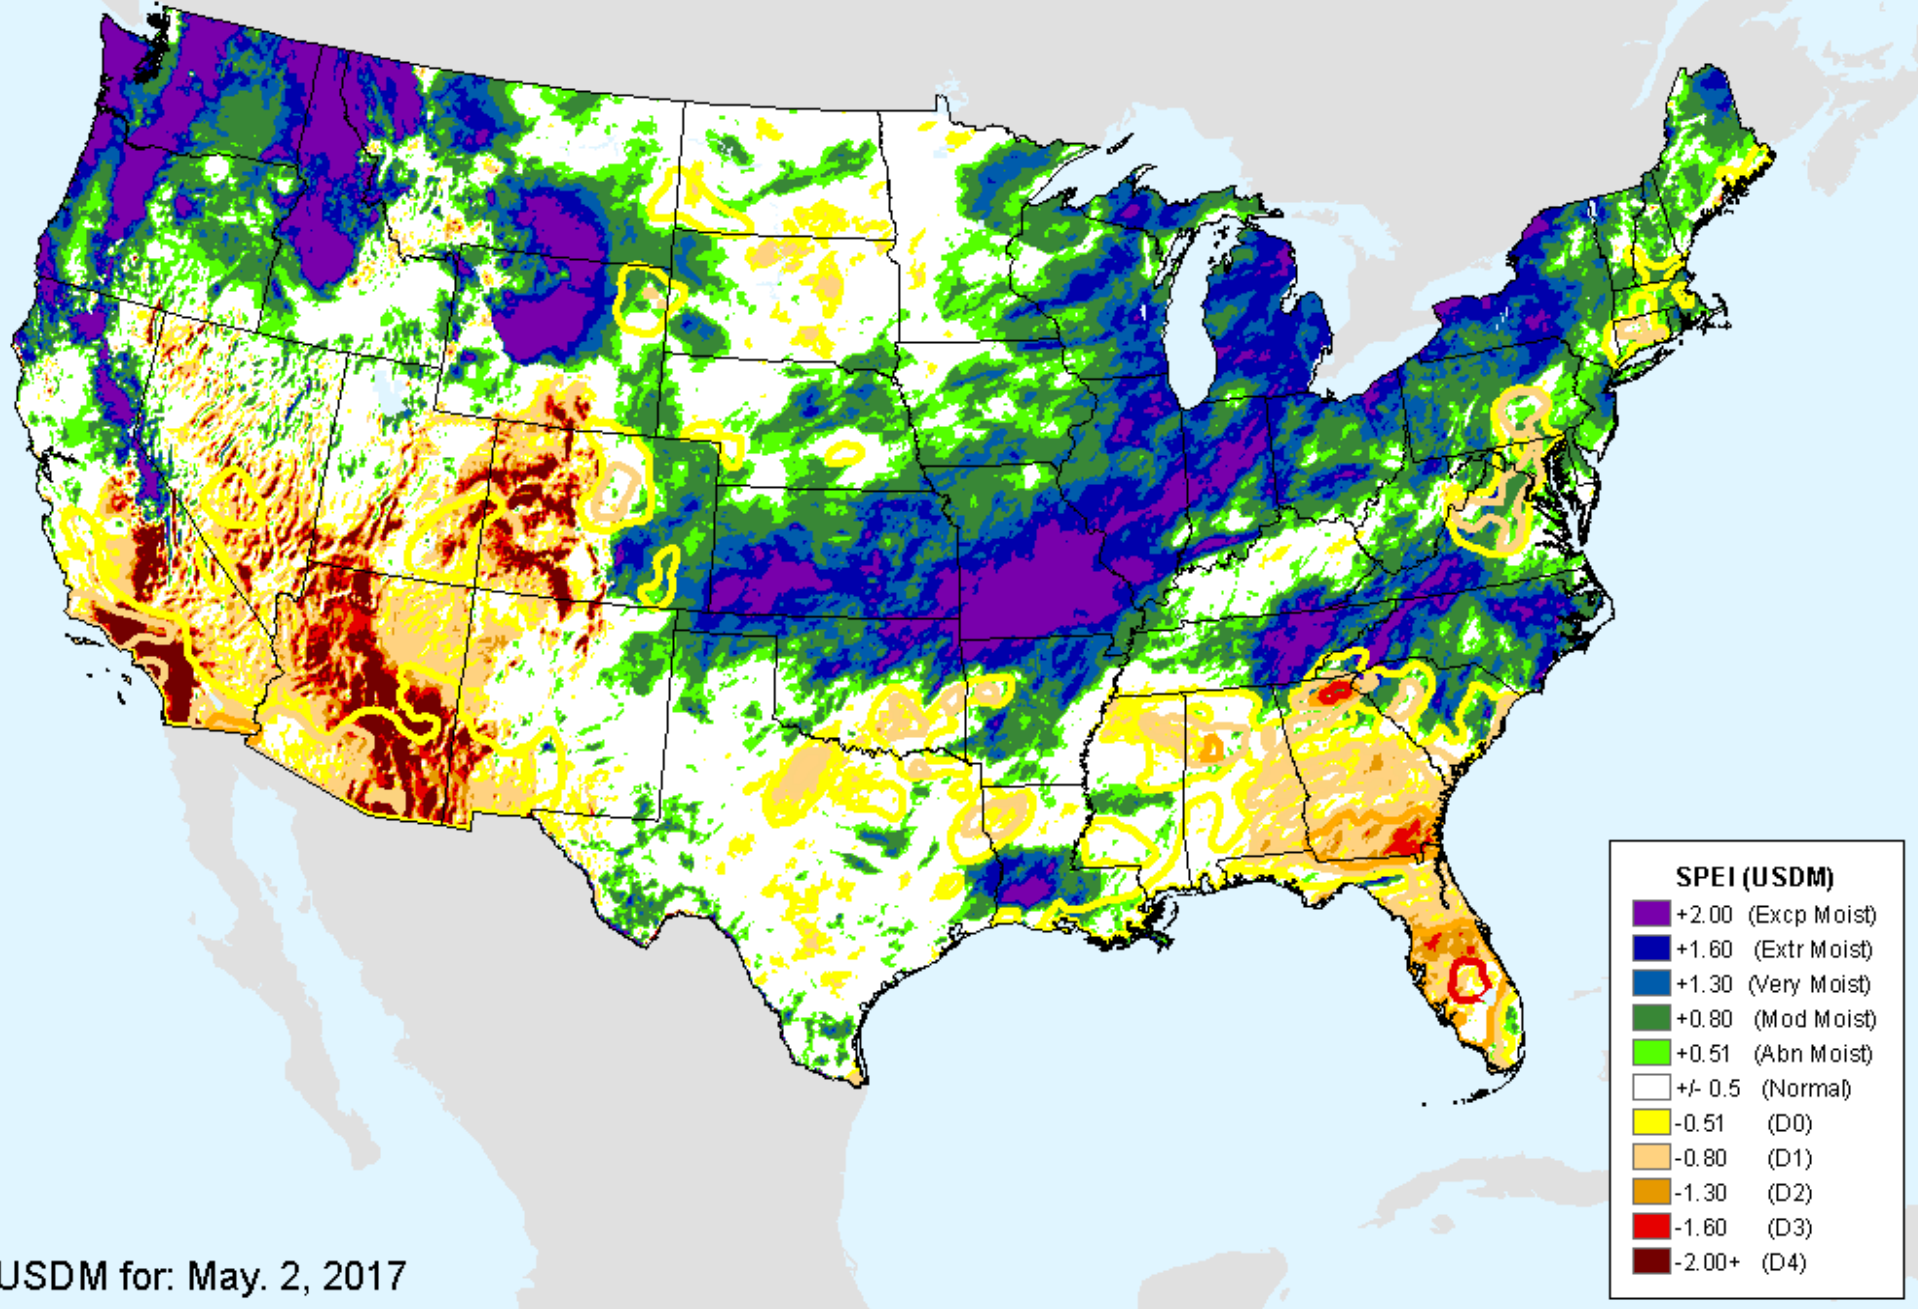 SPEI (USDM)
+2.00 (Excp Moist)
+1.60 (Extr Moist)
+1.30 (Very Moist)
+0.80 (Mod Moist)
+0.51 (Abn Moist)
+/- 0.5 (Normal)
-0.51 (D0)
-0.80 (D1)
-1.30 (D2)
-1.60 (D3)
-2.00+ (D4)
USDM for: May. 2, 2017